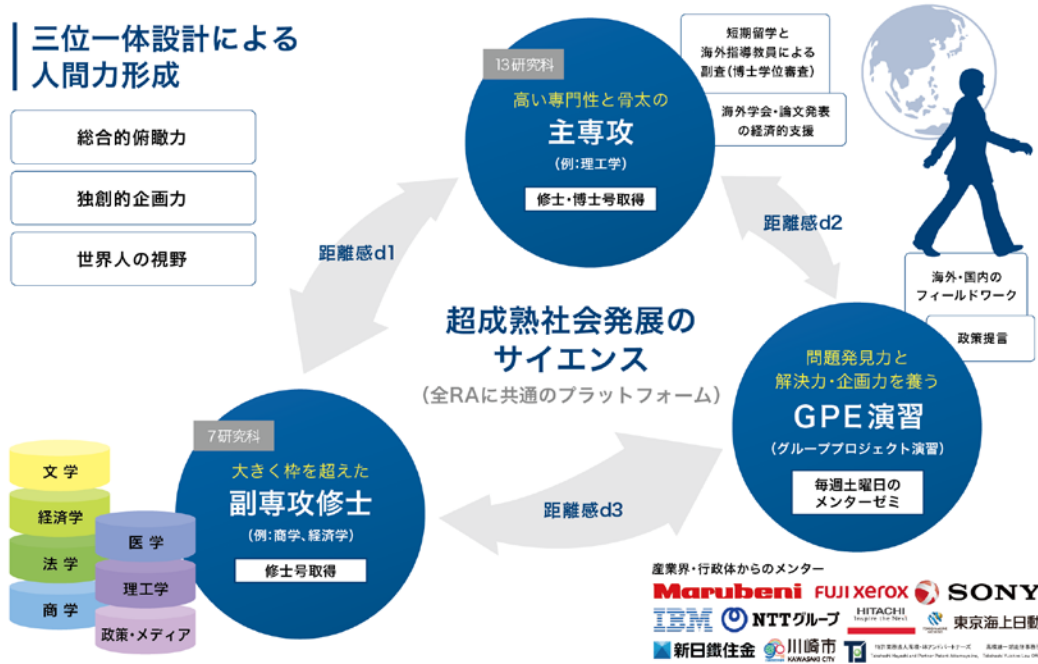 三位一体設計による
人間力形成
総合的俯瞰力
独創的企画力
世界人の視野
13研究科
高い専門性と骨太の
主専攻
(例:理工学)
修士・博士号取得
短期留学と
海外指導教員による
副査(博士学位審査)
海外学会・論文発表
の経済的支援
距離感d1
距離感d2
超成熟社会発展の
サイエンス
(全RAに共通のプラットフォーム)
海外・国内の
フィールドワーク
政策提言
問題発見力と
解決力・企画力を養う
GPE演習
(グループプロジェクト演習)
毎週土曜日の
メンターゼミ
7研究科
大きく枠を超えた
副専攻修士
(例:商学、経済学)
修士号取得
距離感d3
文学
経済学
法学
商学
医学
理工学
政策・メディア
産業界・行政体からのメンター
Marubeni FUJI XEROX SONY
IBM NTTグループ HITACHI
Inspire the Next
東京海上日動
新日鐵住金 川崎市
KAWASAKI CITY